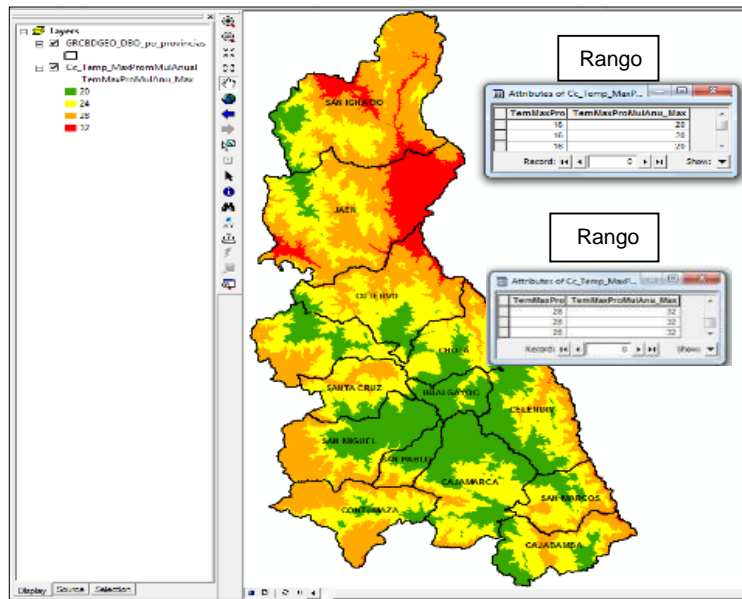 Layers
GRCBDGEO_DBO_po_provincias
Cc_Temp_MaxPromMulAnual
TemMaxProMulAnu_Max
20
24
28
32
Display
Source
Selection
Rango
Attributes of Cc_Temp_MaxP...
TemMaxPro TemMaxProMulAnu_Max
16 20
16 20
16 20
Record: 0 Show:
Rango
Attributes of Cc_Temp_MaxP...
TemMaxPro TemMaxProMulAnu_Max
28 32
28 32
28 32
Record: 0 Show:
SAN IGNACIO
JAEN
CUTERVO
CHOTA
SANTA CRUZ
HUALGAYOC
CELENDIN
SAN MIGUEL
SAN PABLO
CAJAMARCA
SAN MARCOS
CONTUMAZA
CAJABAMBA